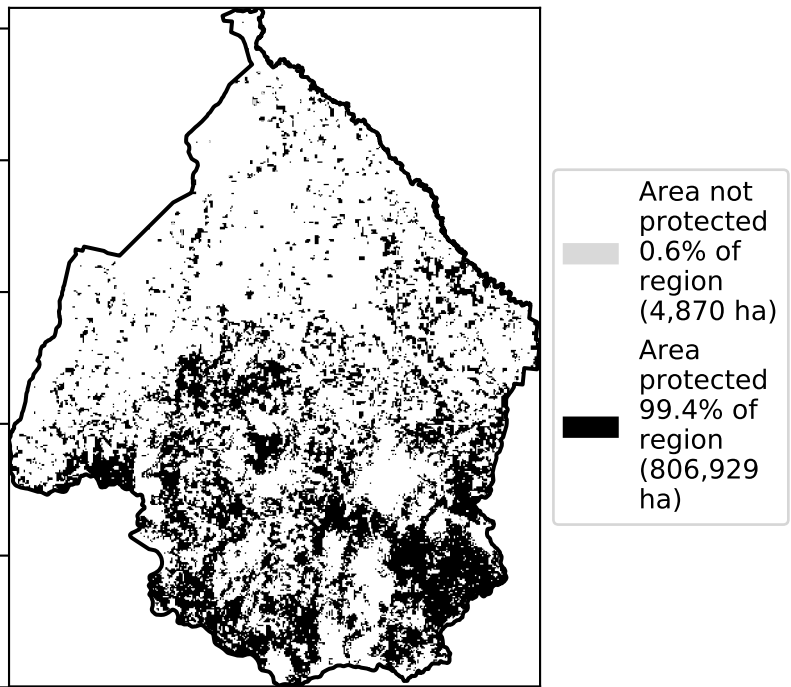 Area not
protected
0.6% of
region
(4,870 ha)
Area
protected
99.4% of
region
(806,929
ha)